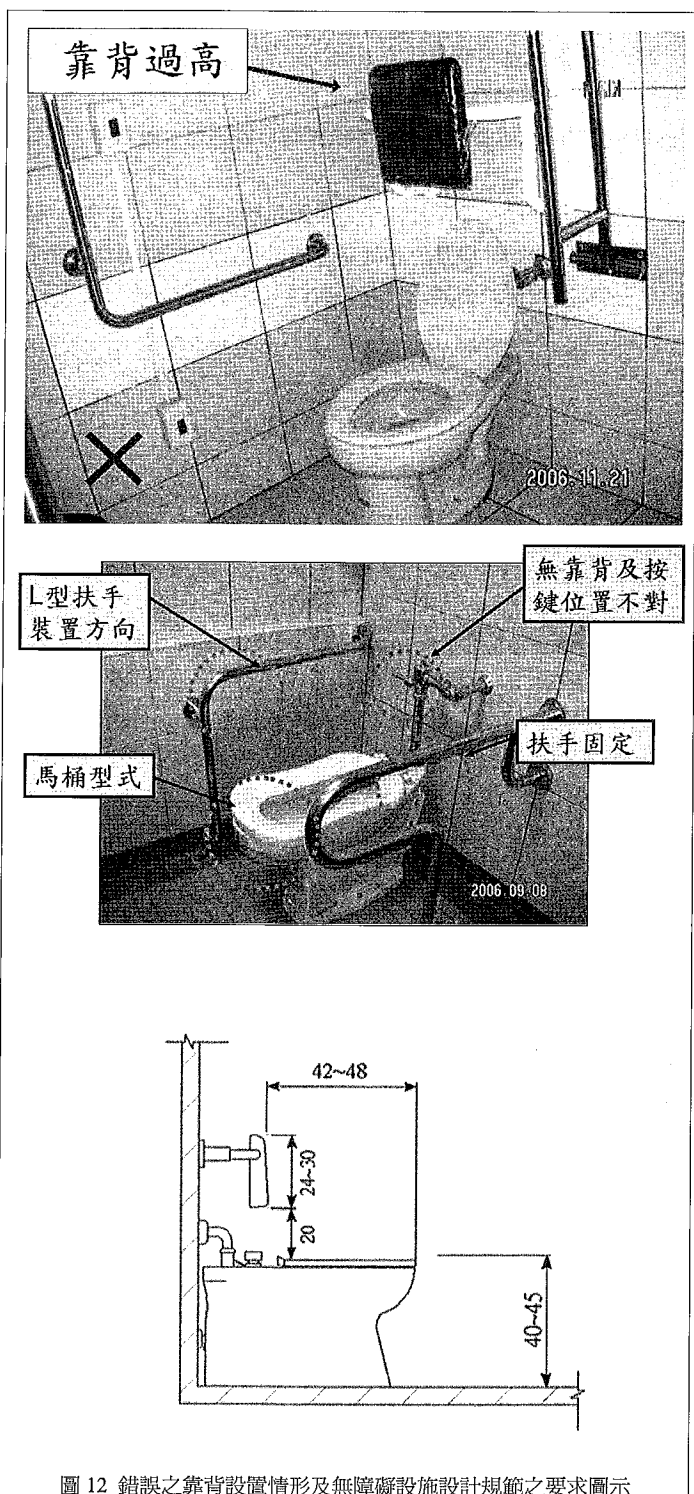 靠背過高
2006.11.21
L型扶手
裝置方向
無靠背及按
鍵位置不對
馬桶型式
扶手固定
2006.09.08
42~48
24~30
20
40~45
圖 12 錯誤之靠背設置情形及無障礙設施設計規範之要求圖示